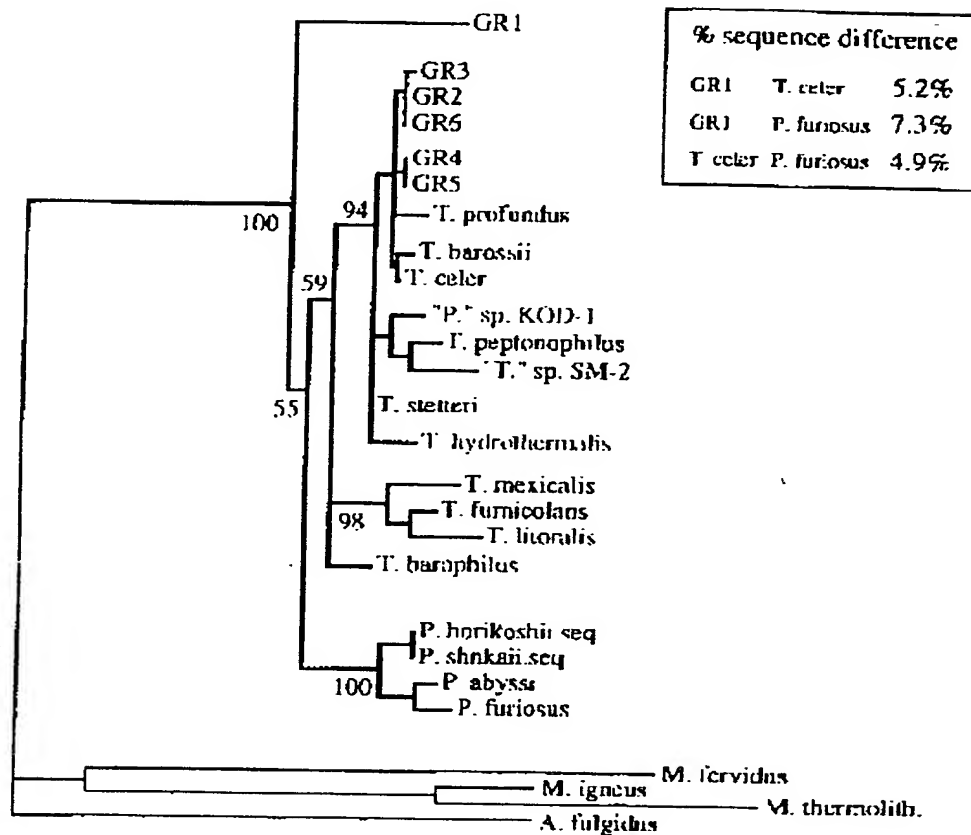 GR1
% sequence difference
GR1 T. celer 5.2%
GR1 P. furiosus 7.3%
T celer P. furiosus 4.9%
GR3
GR2
GR6
GR4
GR5
94
T. profundus
100
T. barossii
T. celer
59
"P." sp. KOD-1
T. peptonophilus
"T." sp. SM-2
55
T. stetteri
T. hydrothermalis
T. mexicalis
T. fumicolans
98
T. litoralis
T. barophilus
P. horikoshii.seq
P. shnkaii.seq
100
P. abyssi
P. furiosus
M. fervidus
M. igneus
M. thermolith.
A. fulgidus